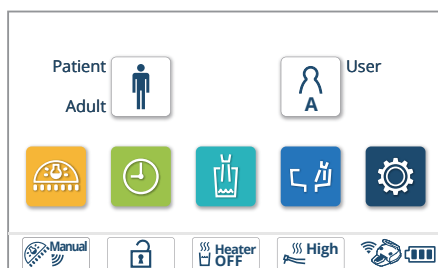 Patient
User
Adult
A
Manual
Heater
OFF
High